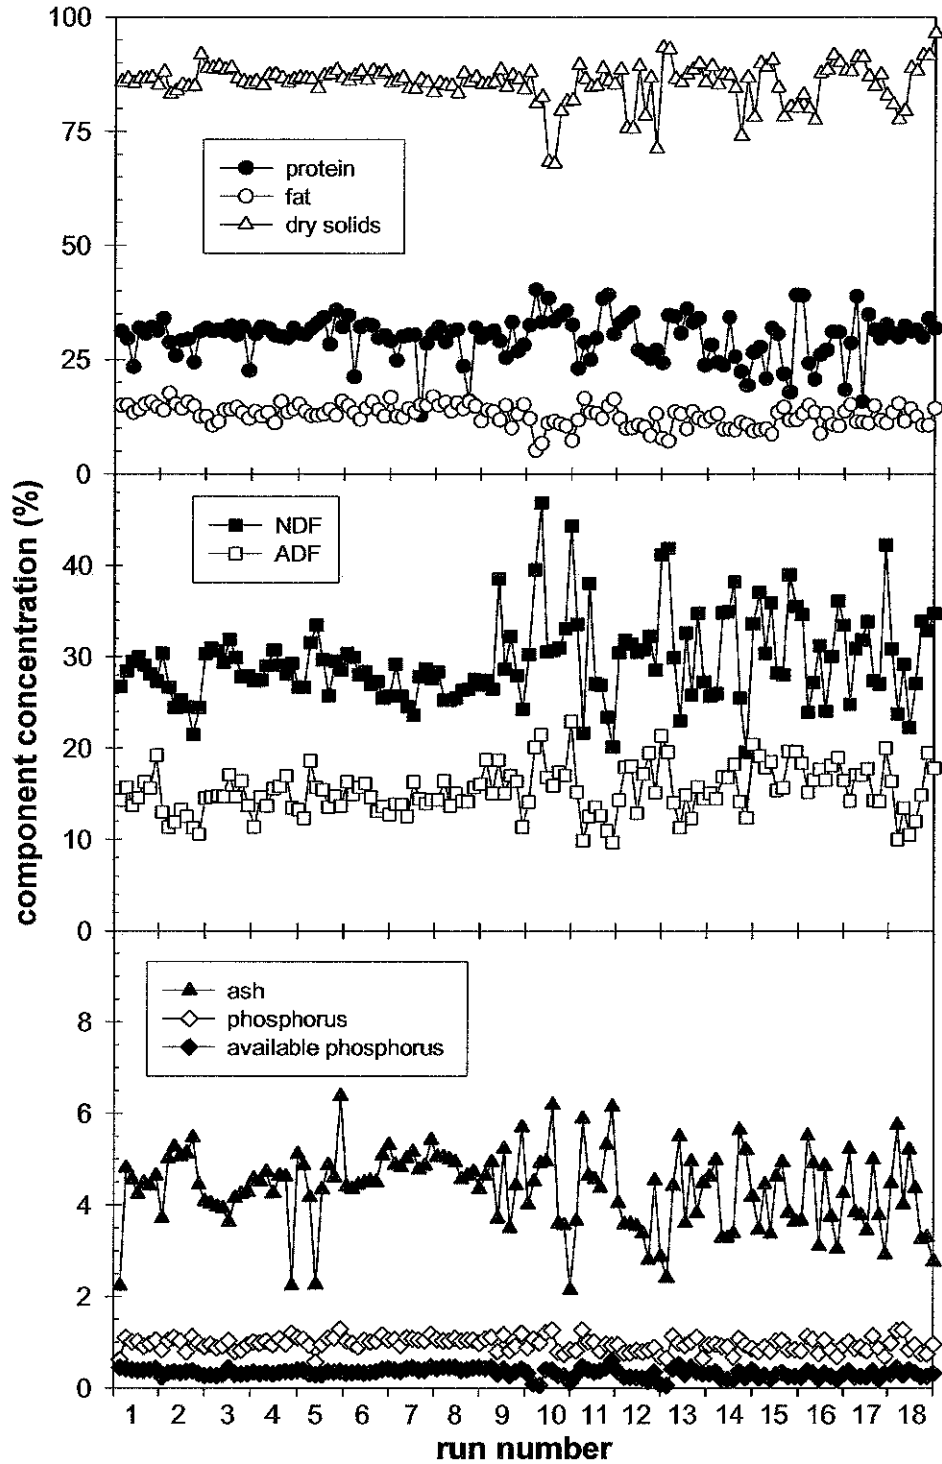 100
75
50
25
0
protein
fat
dry solids
component concentration (%)
40
30
20
10
0
NDF
ADF
8
6
4
2
0
ash
phosphorus
available phosphorus
1 2 3 4 5 6 7 8 9 10 11 12 13 14 15 16 17 18
run number